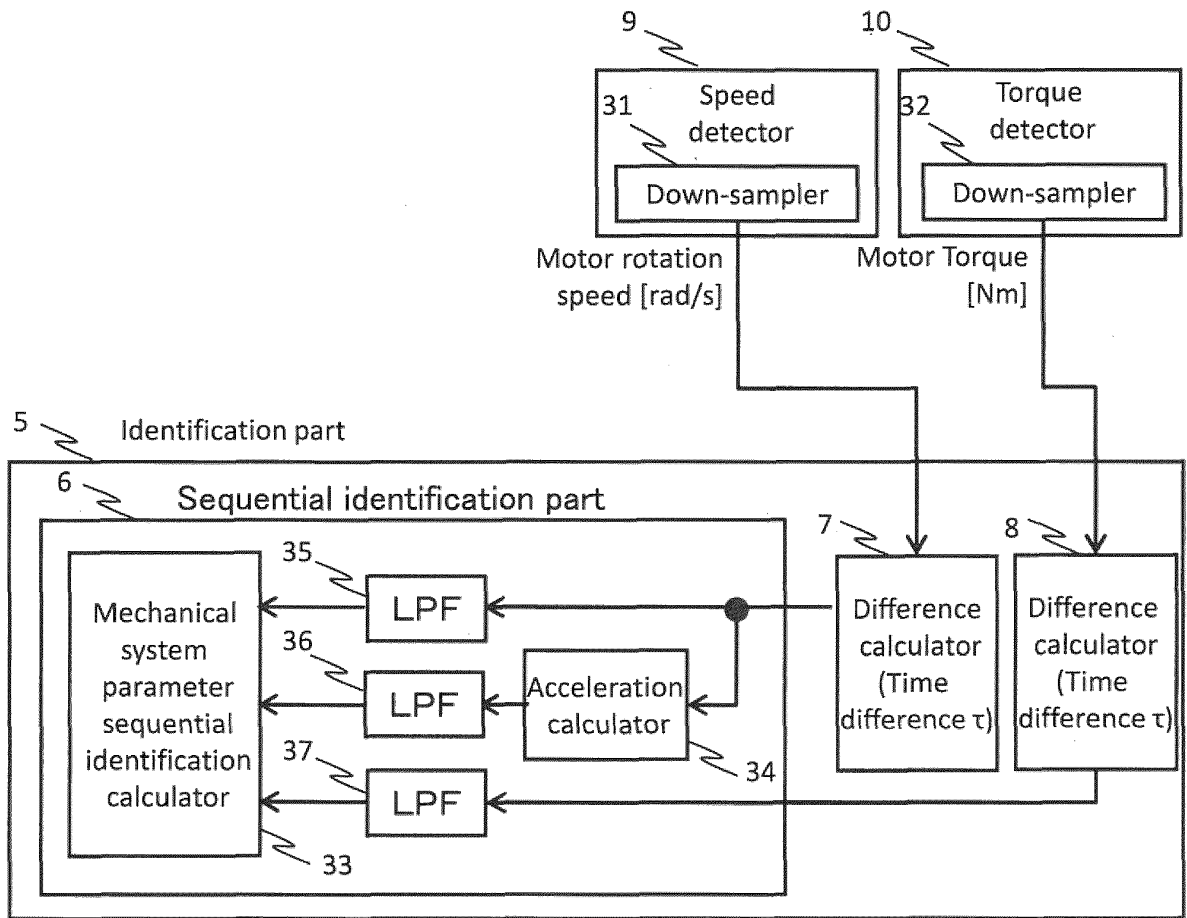 9
10
Speed
detector
31
Down-sampler
Torque
detector
32
Down-sampler
Motor rotation
speed [rad/s]
Motor Torque
[Nm]
5
Identification part
6
Sequential identification part
7
8
35
LPF
Mechanical
system
parameter
sequential
identification
calculator
36
LPF
Acceleration
calculator
37
LPF
34
33
Difference
calculator
(Time
difference τ)
Difference
calculator
(Time
difference τ)